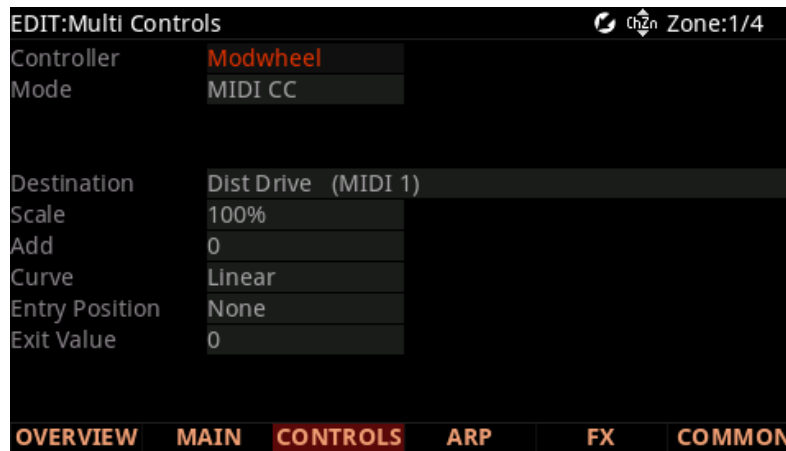 EDIT:Multi Controls ChZn Zone:1/4
Controller Modwheel
Mode MIDI CC
Destination Dist Drive (MIDI 1)
Scale 100%
Add 0
Curve Linear
Entry Position None
Exit Value 0
OVERVIEW MAIN CONTROLS ARP FX COMMON